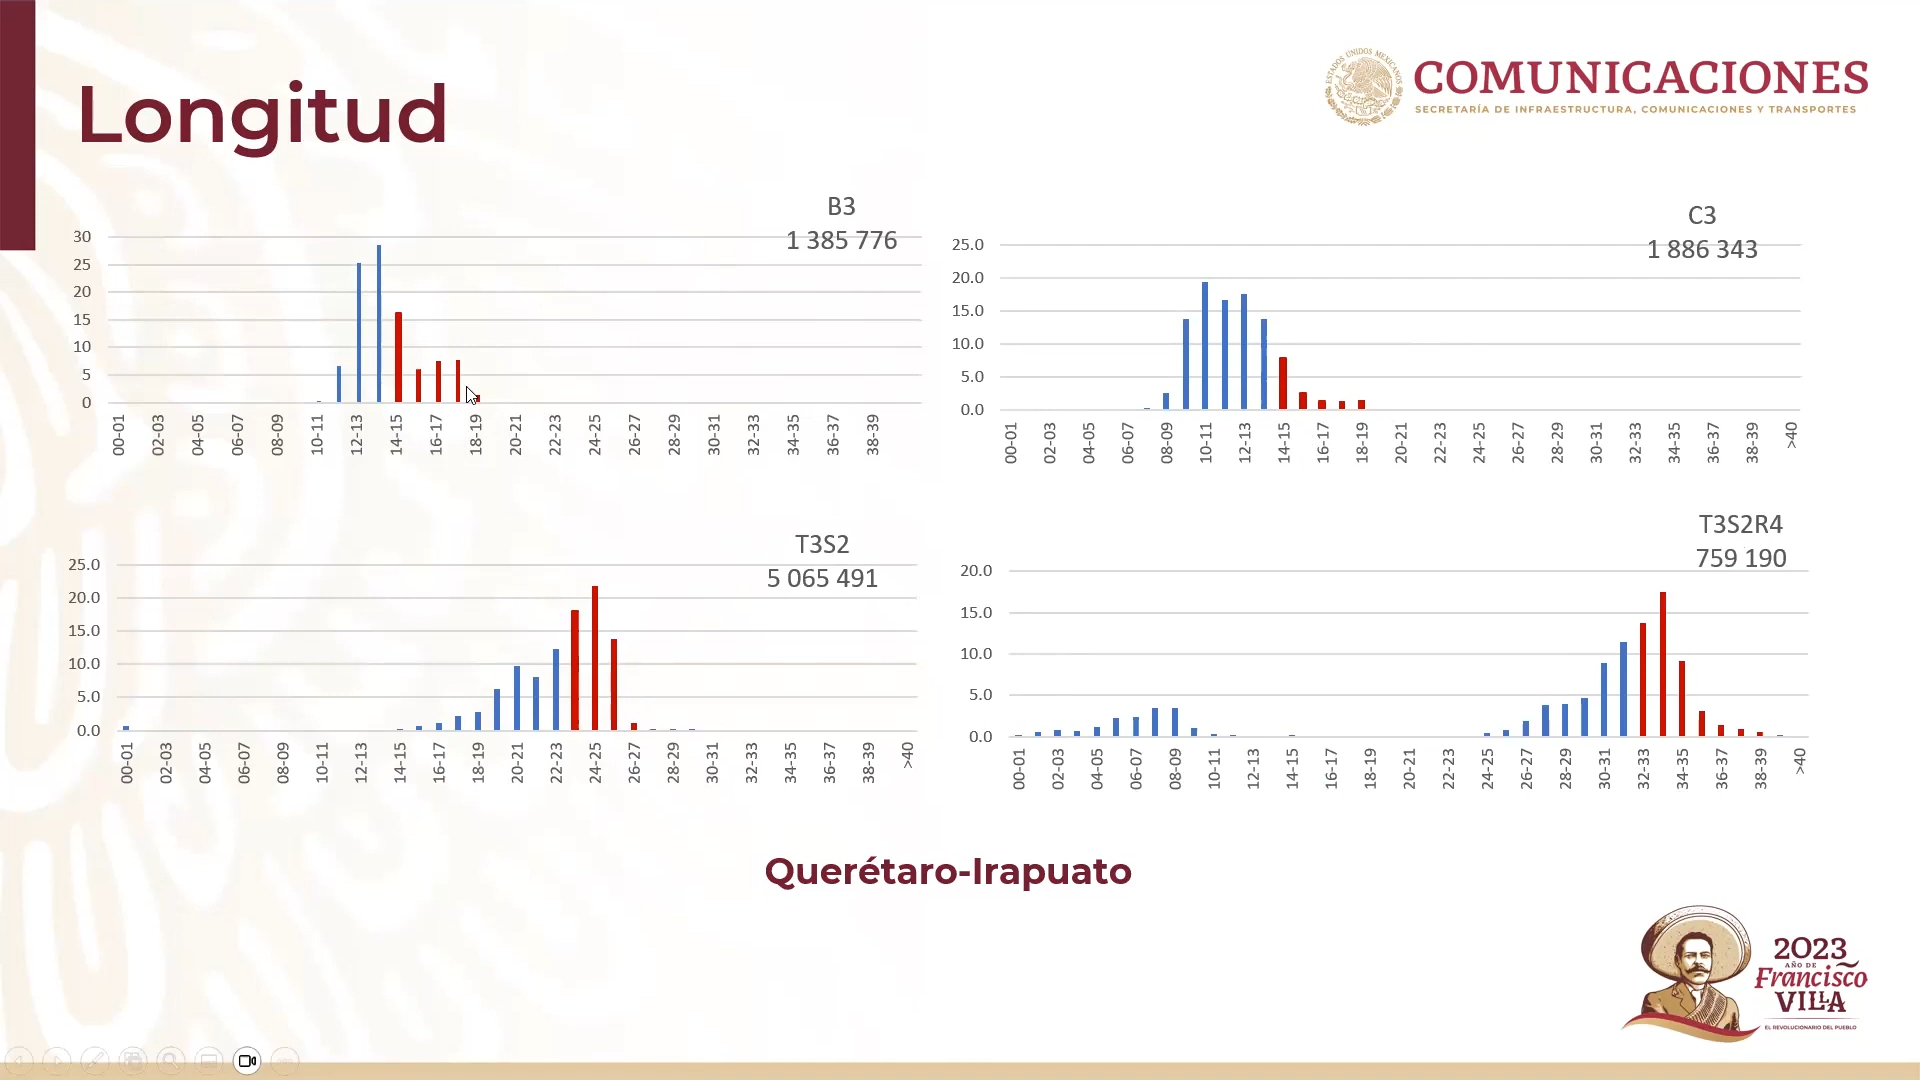 Longitud
ESTADOS UNIDOS MEXICANOS
COMUNICACIONES
SECRETARÍA DE INFRAESTRUCTURA, COMUNICACIONES Y TRANSPORTES
B3
1 385 776
30
25
20
15
10
5
0
00-01 02-03 04-05 06-07 08-09 10-11 12-13 14-15 16-17 18-19 20-21 22-23 24-25 26-27 28-29 30-31 32-33 34-35 36-37 38-39
C3
1 886 343
25.0
20.0
15.0
10.0
5.0
0.0
00-01 02-03 04-05 06-07 08-09 10-11 12-13 14-15 16-17 18-19 20-21 22-23 24-25 26-27 28-29 30-31 32-33 34-35 36-37 38-39 >40
T3S2
5 065 491
25.0
20.0
15.0
10.0
5.0
0.0
00-01 02-03 04-05 06-07 08-09 10-11 12-13 14-15 16-17 18-19 20-21 22-23 24-25 26-27 28-29 30-31 32-33 34-35 36-37 38-39 >40
T3S2R4
759 190
20.0
15.0
10.0
5.0
0.0
00-01 02-03 04-05 06-07 08-09 10-11 12-13 14-15 16-17 18-19 20-21 22-23 24-25 26-27 28-29 30-31 32-33 34-35 36-37 38-39 >40
Querétaro-Irapuato
2023
AÑO DE
Francisco
VILLA
EL REVOLUCIONARIO DEL PUEBLO